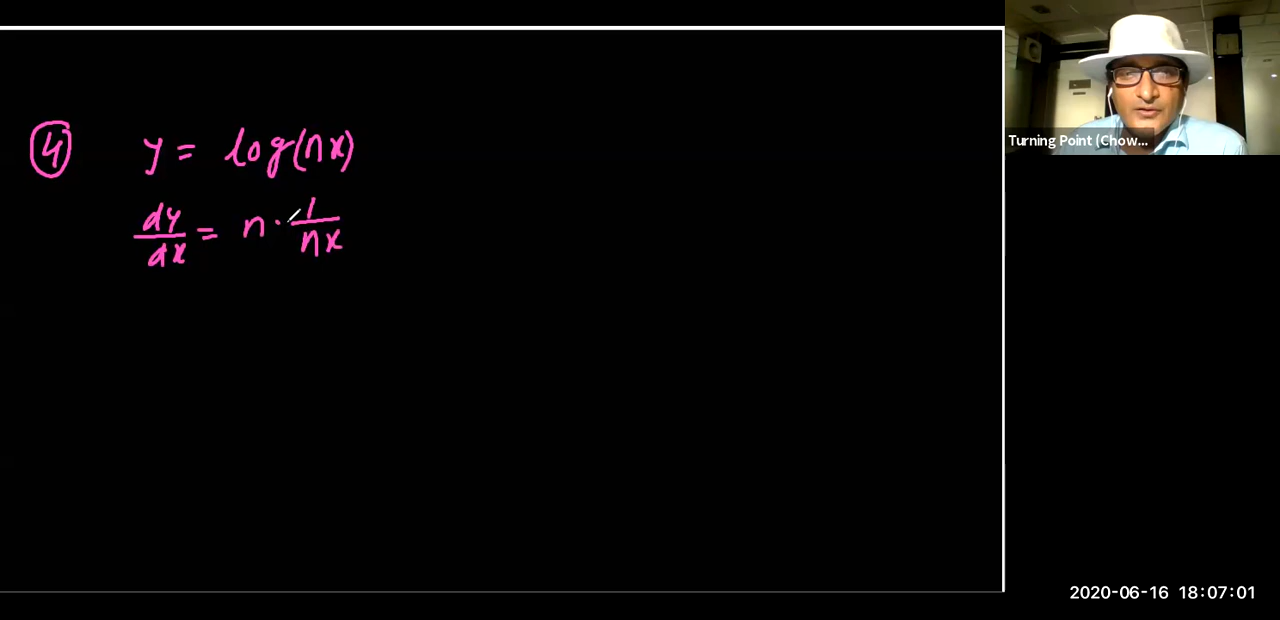 ④ y = log(nx)
dy/dx = n · 1/nx
Turning Point (Chow...
2020-06-16 18:07:01